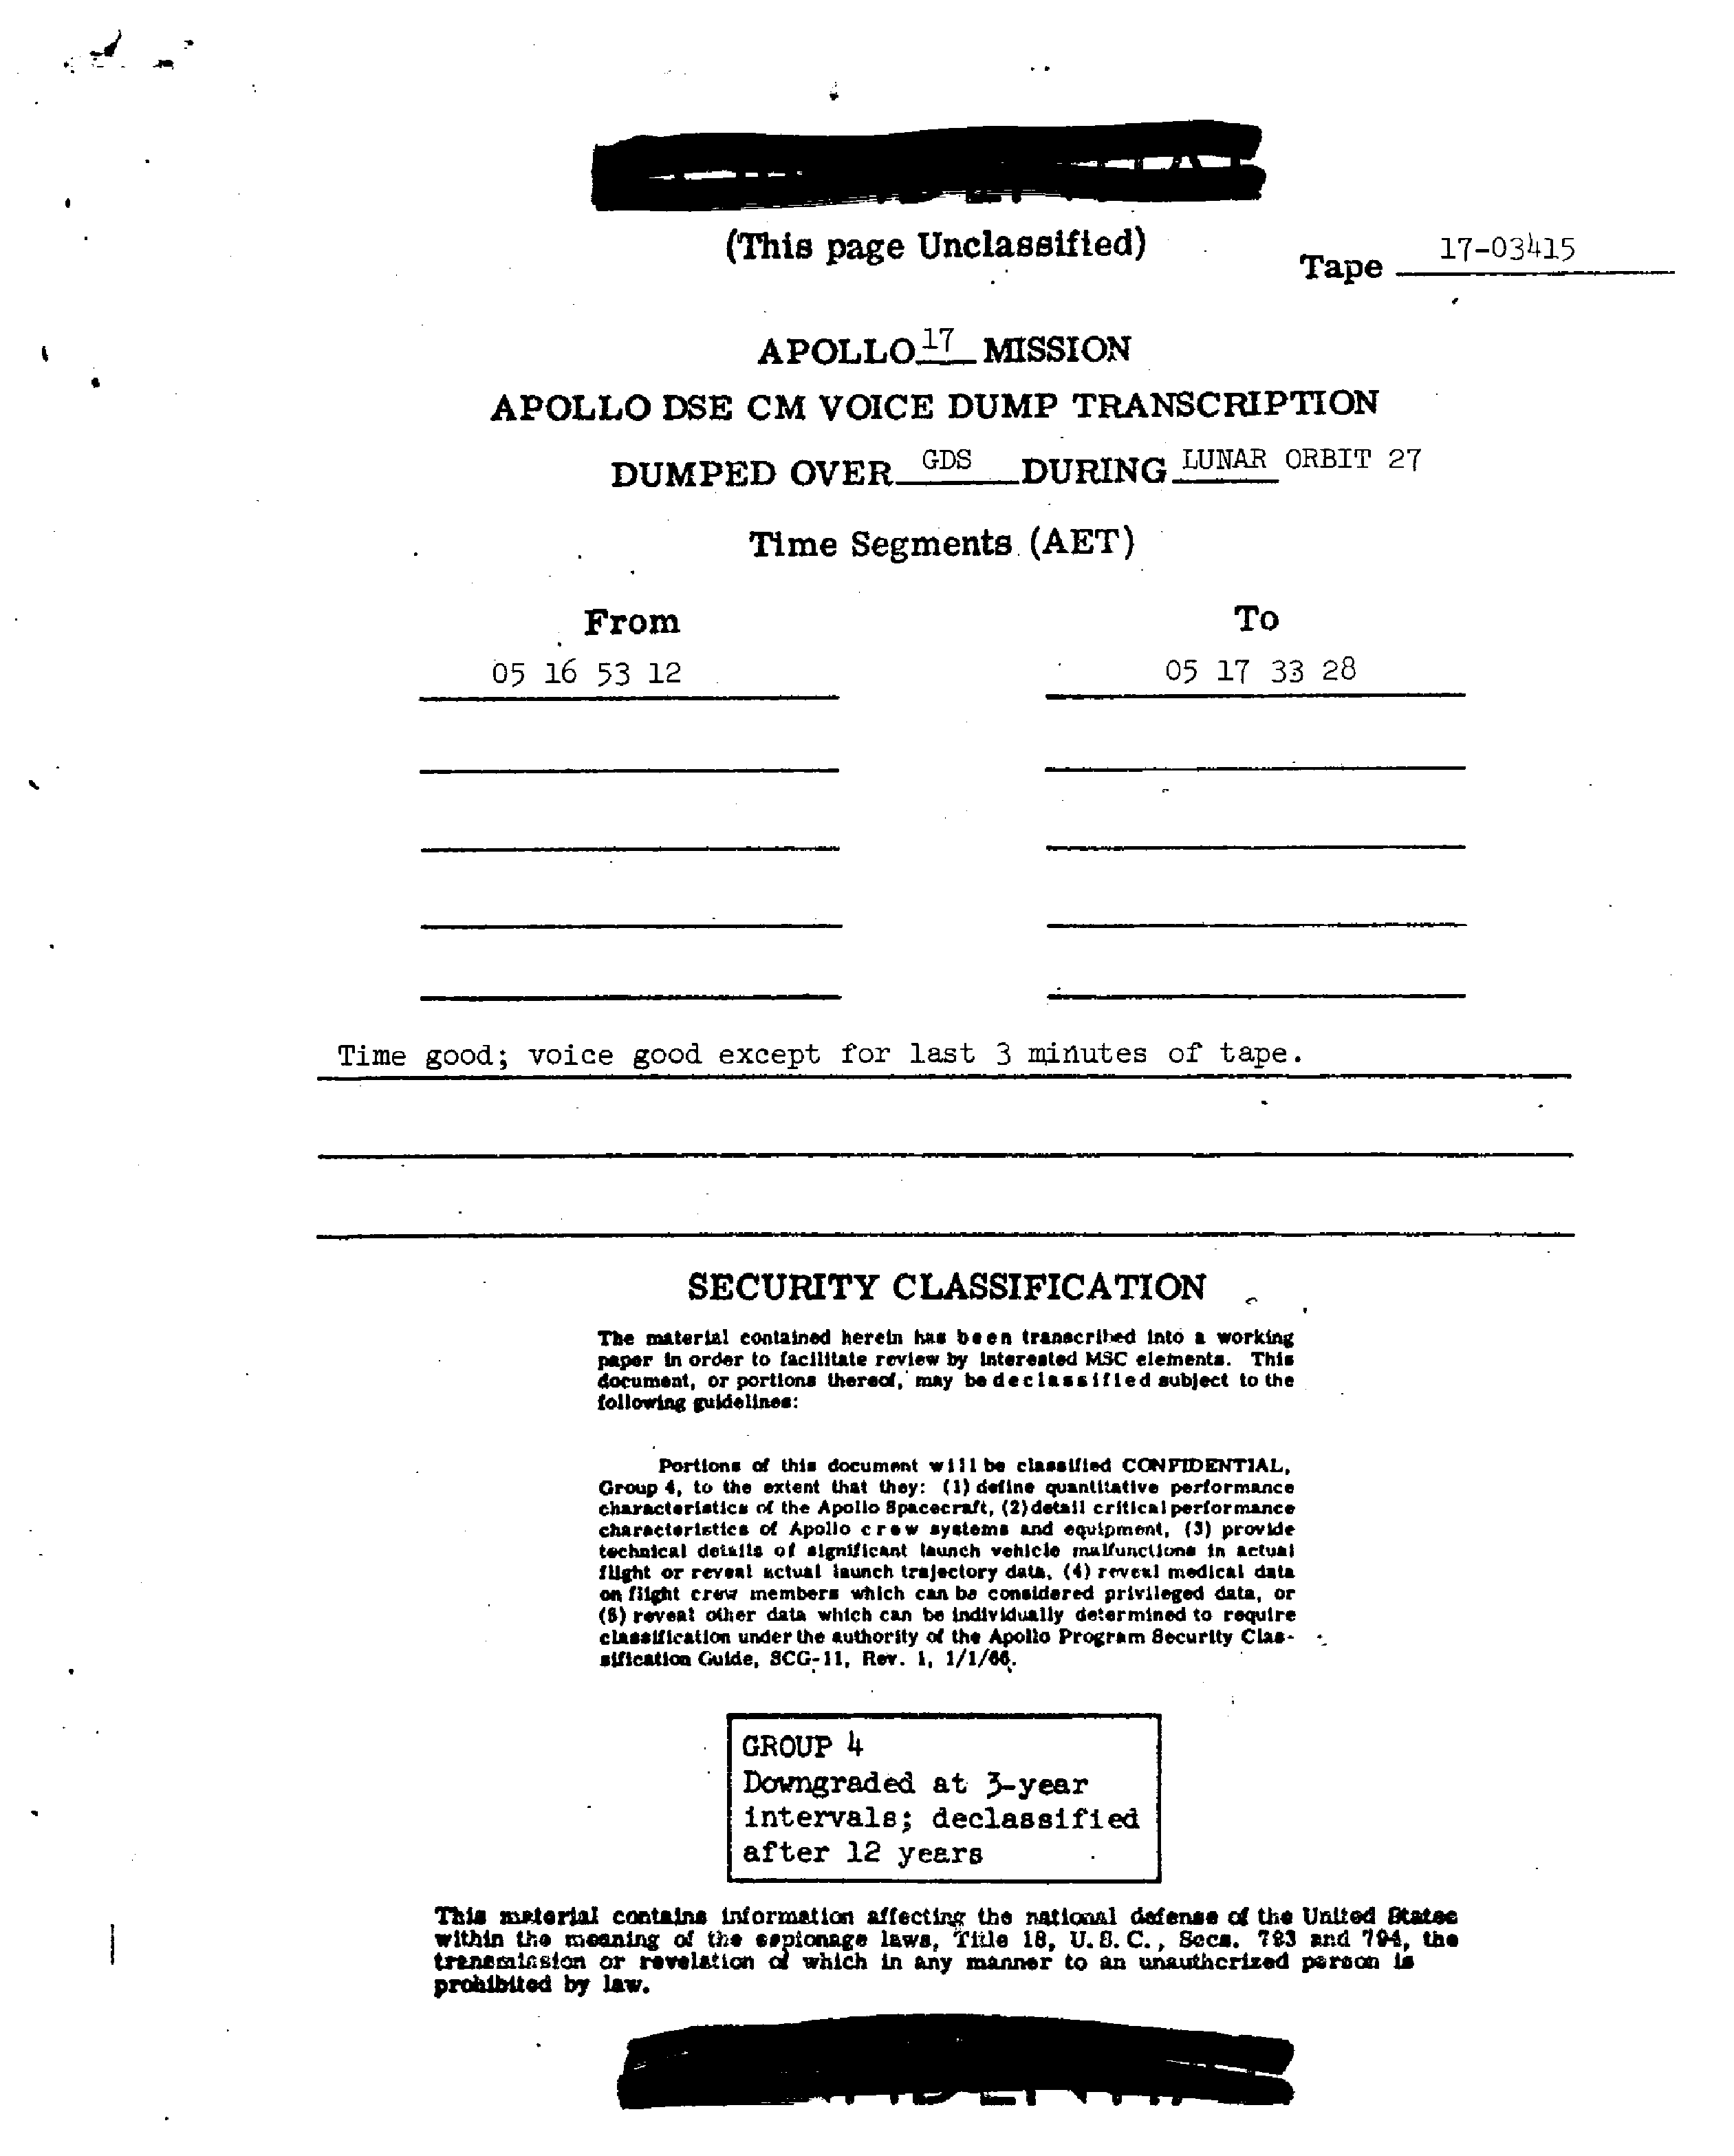 (This page Unclassified)
Tape 17-03415
APOLLO 17 MISSION
APOLLO DSE CM VOICE DUMP TRANSCRIPTION
DUMPED OVER GDS DURING LUNAR ORBIT 27
Time Segments (AET)
From To
05 16 53 12 05 17 33 28
Time good; voice good except for last 3 minutes of tape.
SECURITY CLASSIFICATION
The material contained herein has been transcribed into a working
paper in order to facilitate review by interested MSC elements. This
document, or portions thereof, may be declassified subject to the
following guidelines:
Portions of this document will be classified CONFIDENTIAL,
Group 4, to the extent that they: (1) define quantitative performance
characteristics of the Apollo Spacecraft, (2) detail critical performance
characteristics of Apollo crew systems and equipment, (3) provide
technical details of significant launch vehicle malfunctions in actual
flight or reveal actual launch trajectory data, (4) reveal medical data
on flight crew members which can be considered privileged data, or
(5) reveal other data which can be individually determined to require
classification under the authority of the Apollo Program Security Clas-
sification Guide, SCG-11, Rev. 1, 1/1/66.
GROUP 4
Downgraded at 3-year
intervals; declassified
after 12 years
This material contains information affecting the national defense of the United States
within the meaning of the espionage laws, Title 18, U.S.C., Secs. 793 and 794, the
transmission or revelation of which in any manner to an unauthorized person is
prohibited by law.